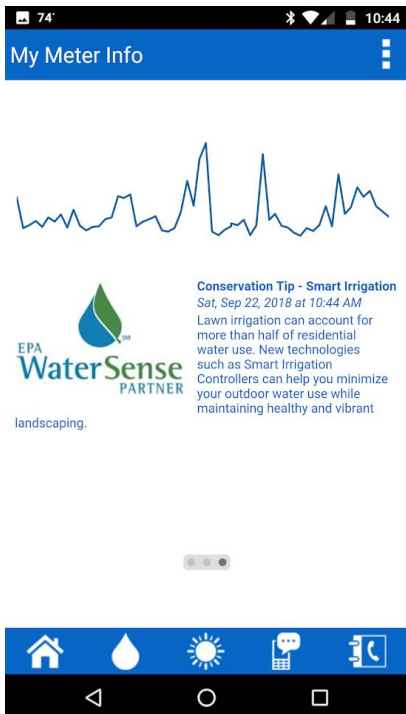 74°
10:44
My Meter Info
Conservation Tip - Smart Irrigation
Sat, Sep 22, 2018 at 10:44 AM
Lawn irrigation can account for
more than half of residential
water use. New technologies
such as Smart Irrigation
Controllers can help you minimize
your outdoor water use while
maintaining healthy and vibrant
landscaping.
SM
EPA
WaterSense
PARTNER